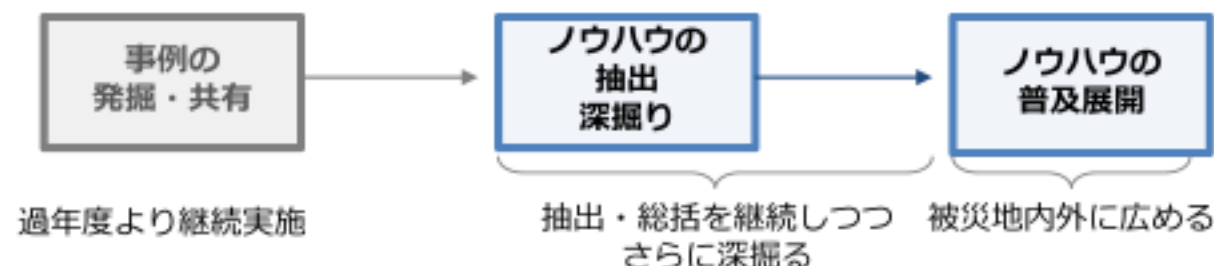 事例の
発掘・共有
ノウハウの
抽出
深掘り
ノウハウの
普及展開
過年度より継続実施
抽出・総括を継続しつつ
さらに深掘る
被災地内外に広める